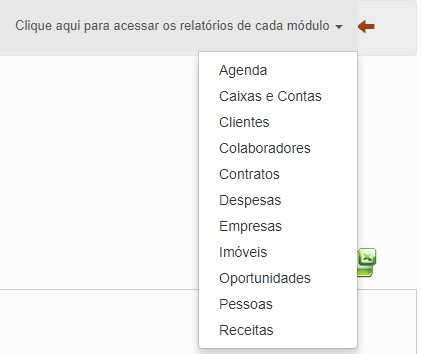 Clique aqui para acessar os relatórios de cada módulo
Agenda
Caixas e Contas
Clientes
Colaboradores
Contratos
Despesas
Empresas
Imóveis
Oportunidades
Pessoas
Receitas